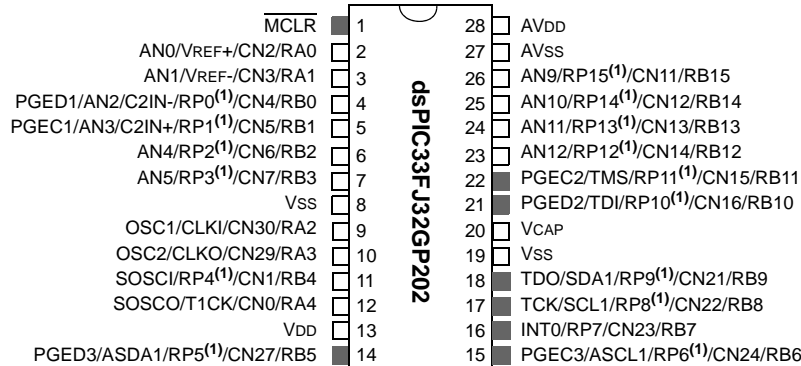 MCLR 1 28 AVDD
AN0/VREF+/CN2/RA0 2 27 AVSS
AN1/VREF-/CN3/RA1 3 26 AN9/RP15(1)/CN11/RB15
PGED1/AN2/C2IN-/RP0(1)/CN4/RB0 4 25 AN10/RP14(1)/CN12/RB14
PGEC1/AN3/C2IN+/RP1(1)/CN5/RB1 5 24 AN11/RP13(1)/CN13/RB13
AN4/RP2(1)/CN6/RB2 6 23 AN12/RP12(1)/CN14/RB12
AN5/RP3(1)/CN7/RB3 7 22 PGEC2/TMS/RP11(1)/CN15/RB11
VSS 8 21 PGED2/TDI/RP10(1)/CN16/RB10
OSC1/CLKI/CN30/RA2 9 20 VCAP
OSC2/CLKO/CN29/RA3 10 19 VSS
SOSCI/RP4(1)/CN1/RB4 11 18 TDO/SDA1/RP9(1)/CN21/RB9
SOSCO/T1CK/CN0/RA4 12 17 TCK/SCL1/RP8(1)/CN22/RB8
VDD 13 16 INT0/RP7/CN23/RB7
PGED3/ASDA1/RP5(1)/CN27/RB5 14 15 PGEC3/ASCL1/RP6(1)/CN24/RB6
dsPIC33FJ32GP202